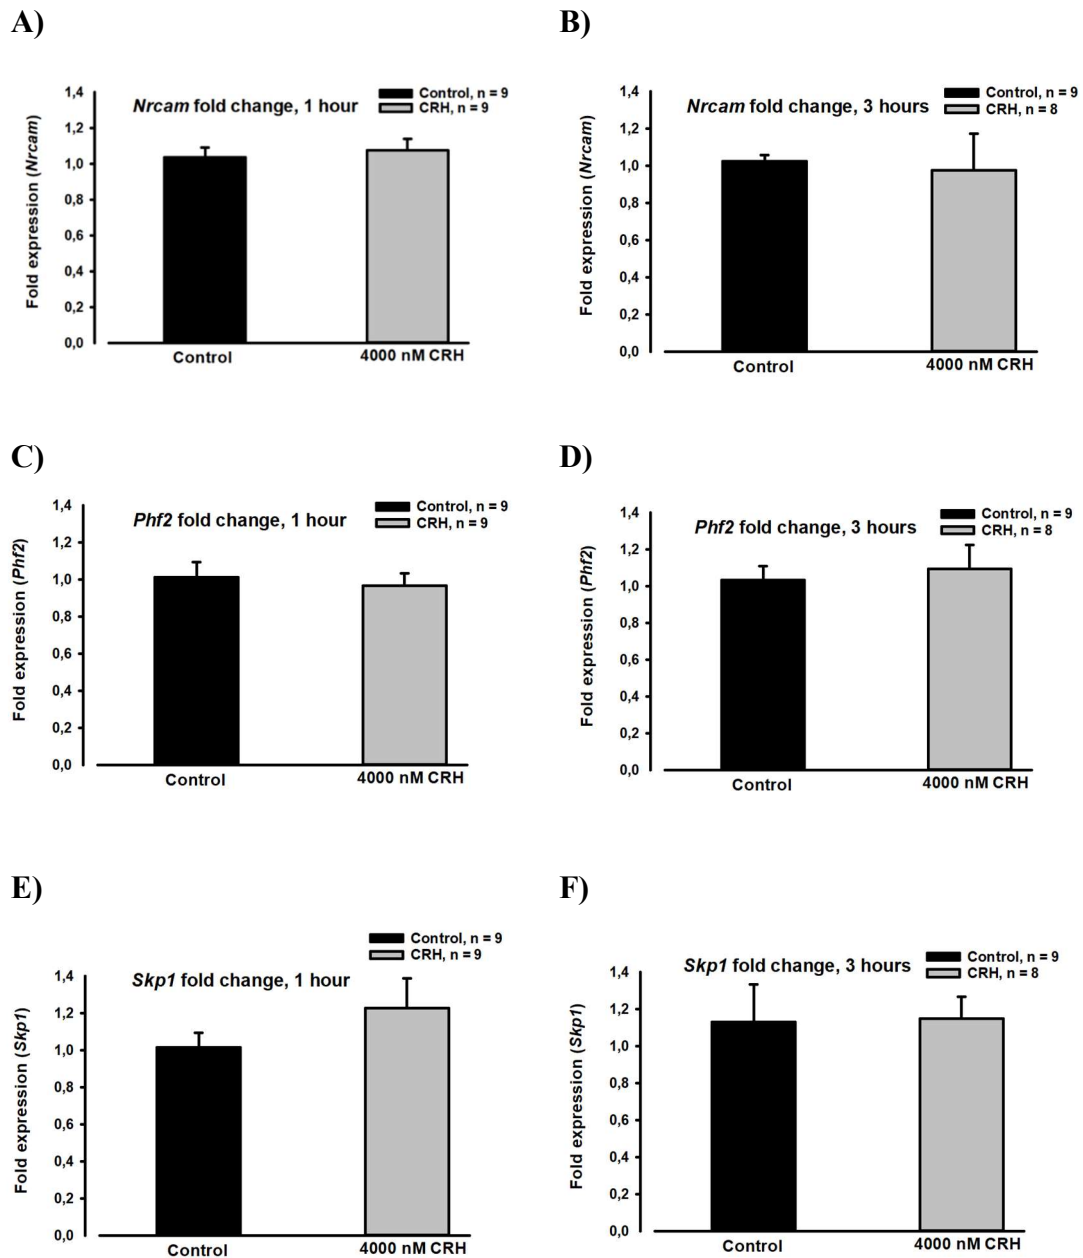 A)
Nrcam fold change, 1 hour
Control, n = 9
CRH, n = 9
Fold expression (Nrcam)
1,4
1,2
1,0
0,8
0,6
0,4
0,2
0,0
Control
4000 nM CRH
B)
Nrcam fold change, 3 hours
Control, n = 9
CRH, n = 8
Fold expression (Nrcam)
1,4
1,2
1,0
0,8
0,6
0,4
0,2
0,0
Control
4000 nM CRH
C)
Phf2 fold change, 1 hour
Control, n = 9
CRH, n = 9
Fold expression (Phf2)
1,4
1,2
1,0
0,8
0,6
0,4
0,2
0,0
Control
4000 nM CRH
D)
Phf2 fold change, 3 hours
Control, n = 9
CRH, n = 8
Fold expression (Phf2)
1,4
1,2
1,0
0,8
0,6
0,4
0,2
0,0
Control
4000 nM CRH
E)
Control, n = 9
CRH, n = 9
Skp1 fold change, 1 hour
Fold expression (Skp1)
1,4
1,2
1,0
0,8
0,6
0,4
0,2
0,0
Control
4000 nM CRH
F)
Control, n = 9
CRH, n = 8
Skp1 fold change, 3 hours
Fold expression (Skp1)
1,4
1,2
1,0
0,8
0,6
0,4
0,2
0,0
Control
4000 nM CRH